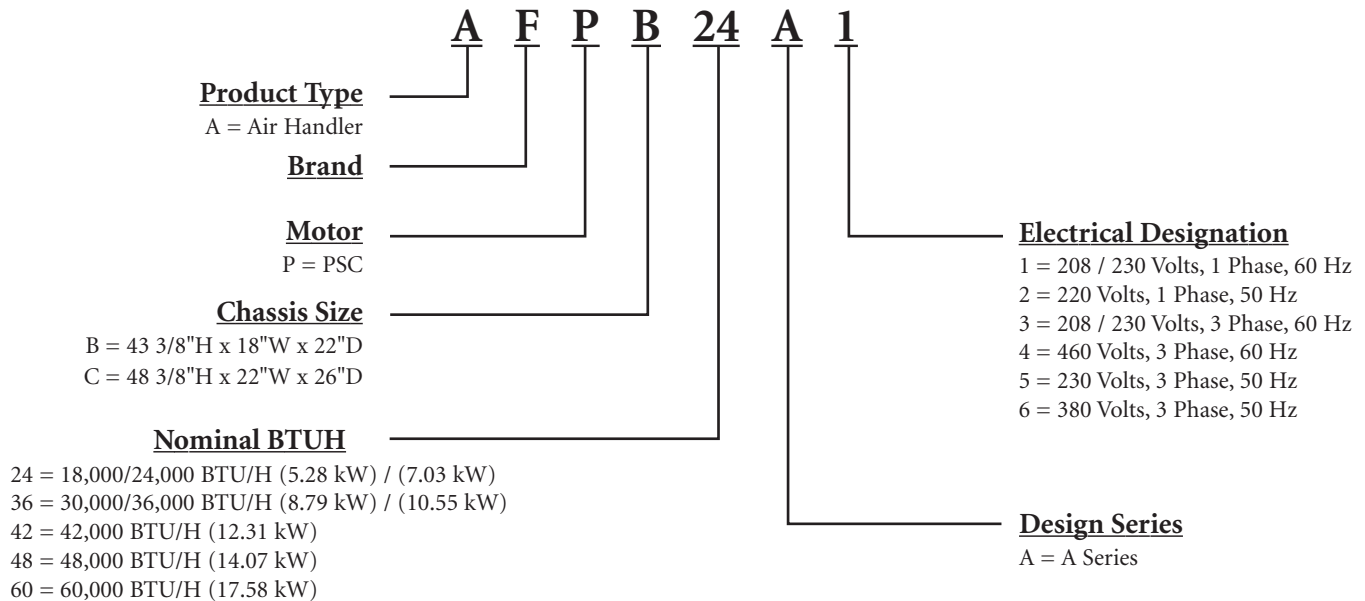 A F P B 24 A 1
Product Type
A = Air Handler
Brand
Motor
P = PSC
Chassis Size
B = 43 3/8"H x 18"W x 22"D
C = 48 3/8"H x 22"W x 26"D
Nominal BTUH
24 = 18,000/24,000 BTU/H (5.28 kW) / (7.03 kW)
36 = 30,000/36,000 BTU/H (8.79 kW) / (10.55 kW)
42 = 42,000 BTU/H (12.31 kW)
48 = 48,000 BTU/H (14.07 kW)
60 = 60,000 BTU/H (17.58 kW)
Electrical Designation
1 = 208 / 230 Volts, 1 Phase, 60 Hz
2 = 220 Volts, 1 Phase, 50 Hz
3 = 208 / 230 Volts, 3 Phase, 60 Hz
4 = 460 Volts, 3 Phase, 60 Hz
5 = 230 Volts, 3 Phase, 50 Hz
6 = 380 Volts, 3 Phase, 50 Hz
Design Series
A = A Series